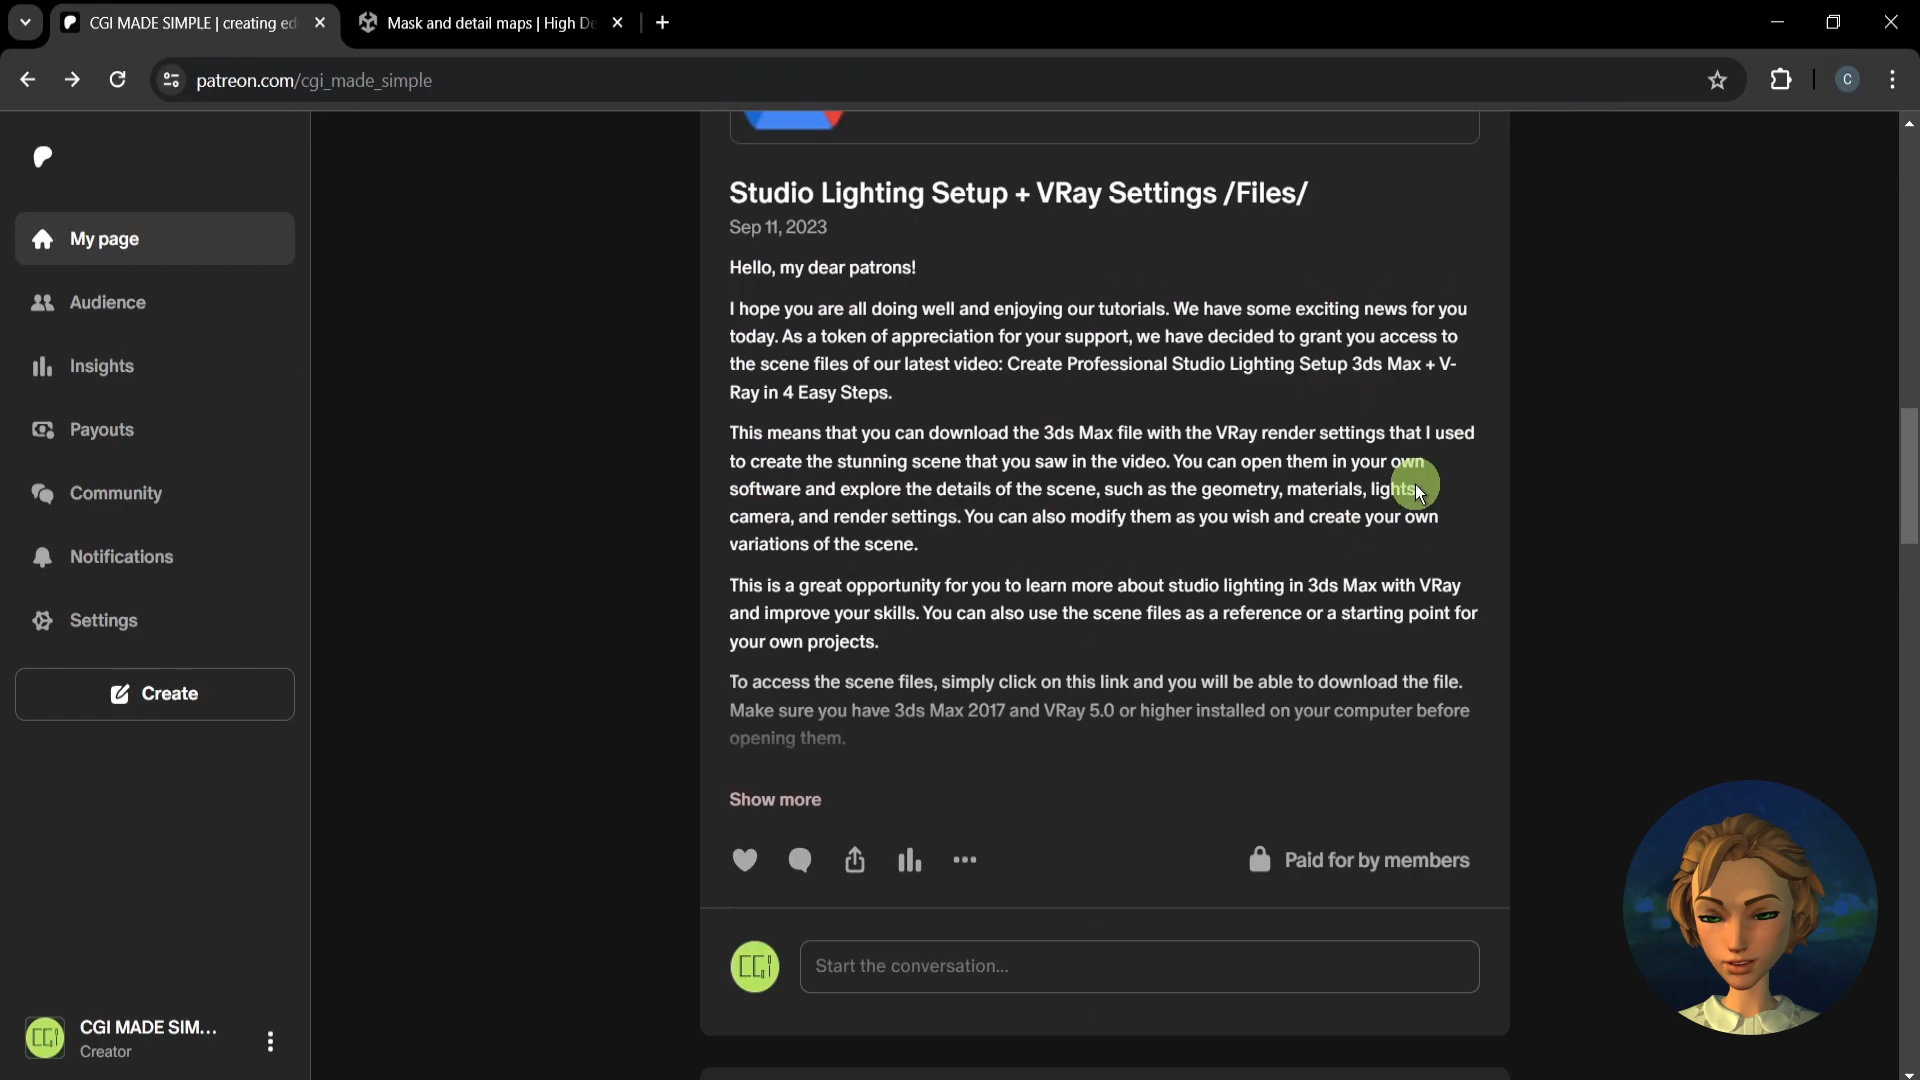 CGI MADE SIMPLE | creating ed
Mask and detail maps | High De
patreon.com/cgi_made_simple
C
My page
Audience
Insights
Payouts
Community
Notifications
Settings
Create
CGI MADE SIM...
Creator
Studio Lighting Setup + VRay Settings /Files/
Sep 11, 2023
Hello, my dear patrons!
I hope you are all doing well and enjoying our tutorials. We have some exciting news for you
today. As a token of appreciation for your support, we have decided to grant you access to
the scene files of our latest video: Create Professional Studio Lighting Setup 3ds Max + V-
Ray in 4 Easy Steps.
This means that you can download the 3ds Max file with the VRay render settings that I used
to create the stunning scene that you saw in the video. You can open them in your own
software and explore the details of the scene, such as the geometry, materials, lights,
camera, and render settings. You can also modify them as you wish and create your own
variations of the scene.
This is a great opportunity for you to learn more about studio lighting in 3ds Max with VRay
and improve your skills. You can also use the scene files as a reference or a starting point for
your own projects.
To access the scene files, simply click on this link and you will be able to download the file.
Make sure you have 3ds Max 2017 and VRay 5.0 or higher installed on your computer before
opening them.
Show more
Paid for by members
CGI
Start the conversation...
CGI